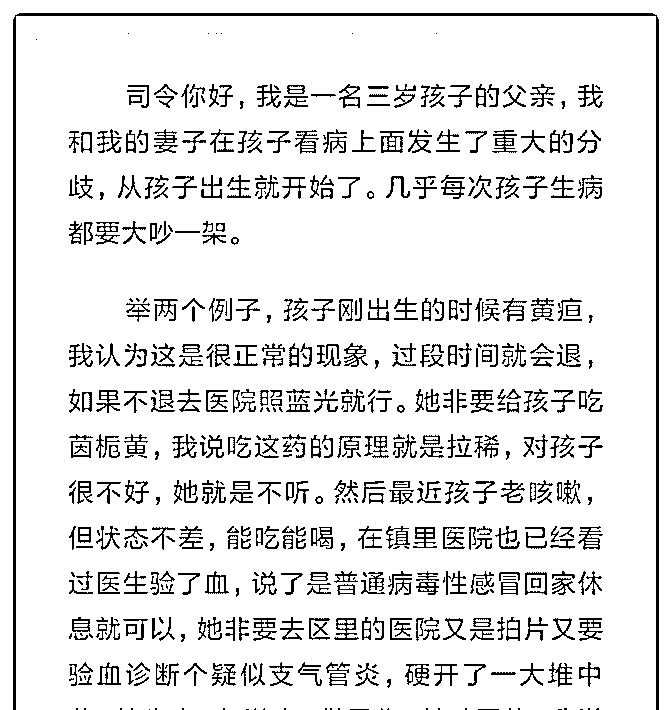 司令你好，我是一名三岁孩子的父亲，我
和我的妻子在孩子看病上面发生了重大的分
歧，从孩子出生就开始了。几乎每次孩子生病
都要大吵一架。
举两个例子，孩子刚出生的时候有黄疸，
我认为这是很正常的现象，过段时间就会退，
如果不退去医院照蓝光就行。她非要给孩子吃
茵栀黄，我说吃这药的原理就是拉稀，对孩子
很不好，她就是不听。然后最近孩子老咳嗽，
但状态不差，能吃能喝，在镇里医院也已经看
过医生验了血，说了是普通病毒性感冒回家休
息就可以，她非要去区里的医院又是拍片又要
验血诊断个疑似支气管炎，硬开了一大堆中